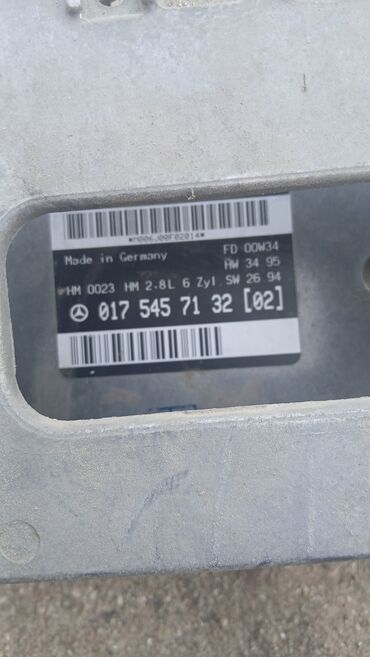 *M006J00F02014*
Made in Germany FD 00W34
HW 34 95
HM 0023 HM 2.8L 6 Zyl. SW 26 94
017 545 71 32 [02]